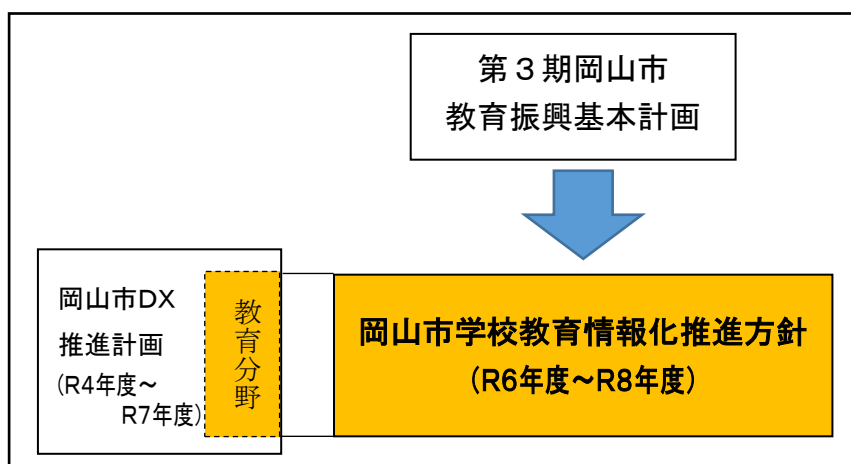 第３期岡山市
教育振興基本計画
岡山市DX
推進計画
(R4年度～
R7年度)
教育分野
岡山市学校教育情報化推進方針
(R6年度～R8年度)